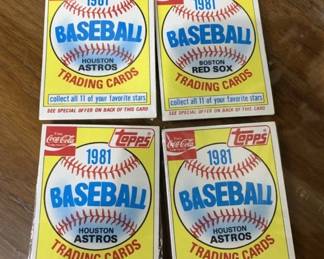 1981
BASEBALL
HOUSTON
ASTROS
TRADING CARDS
collect all 11 of your favorite stars
SEE SPECIAL OFFER ON BACK OF THIS CARD
1981
BASEBALL
BOSTON
RED SOX
TRADING CARDS
collect all 11 of your favorite stars
SEE SPECIAL OFFER ON BACK OF THIS CARD
Coca-Cola
topps
1981
BASEBALL
HOUSTON
ASTROS
TRADING CARDS
Coca-Cola
topps
1981
BASEBALL
HOUSTON
ASTROS
TRADING CARDS